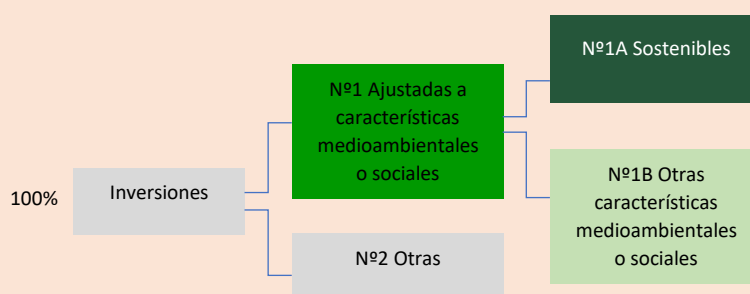 100%
Inversiones
Nº1 Ajustadas a
características
medioambientales
o sociales
Nº2 Otras
Nº1A Sostenibles
Nº1B Otras
características
medioambientales
o sociales